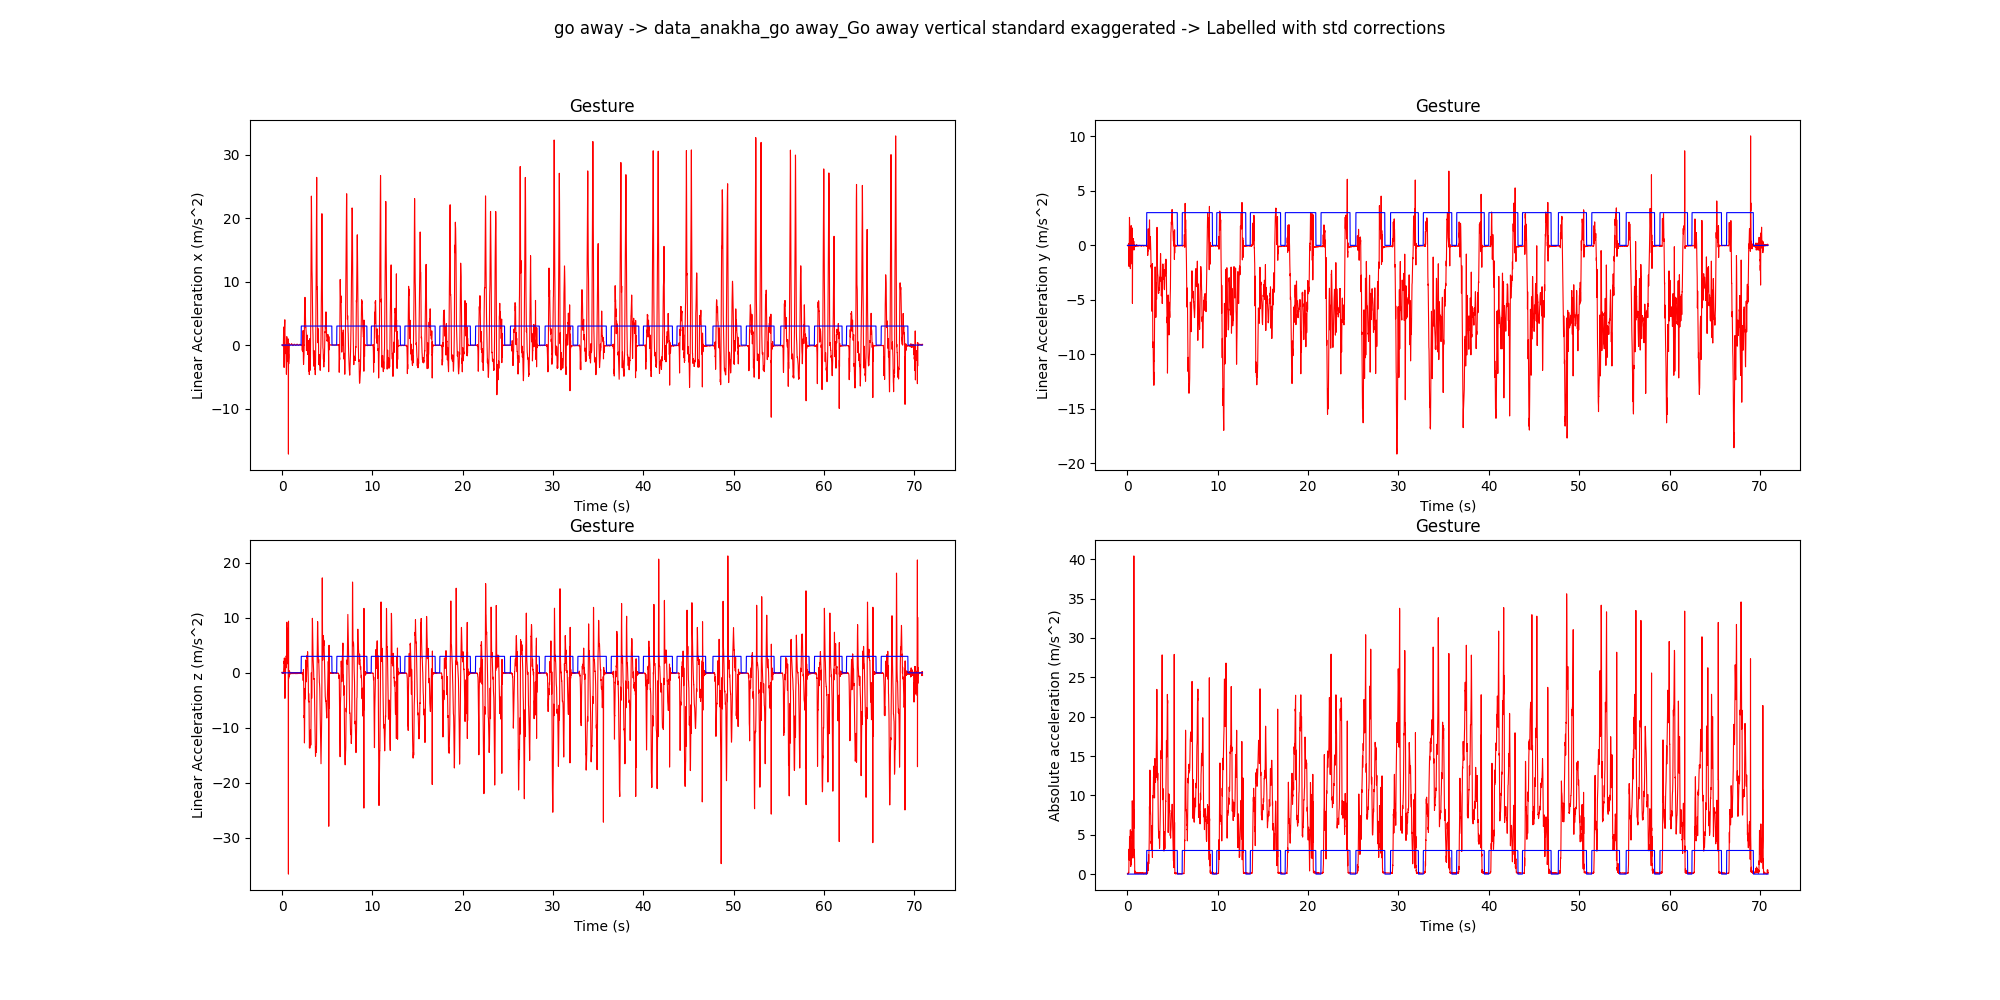 go away -> data_anakha_go away_Go away vertical standard exaggerated -> Labelled with std corrections
Gesture
Linear Acceleration x (m/s^2)
30
20
10
0
−10
0 10 20 30 40 50 60 70
Time (s)
Gesture
Linear Acceleration y (m/s^2)
10
5
0
−5
−10
−15
−20
0 10 20 30 40 50 60 70
Time (s)
Gesture
Linear Acceleration z (m/s^2)
20
10
0
−10
−20
−30
0 10 20 30 40 50 60 70
Time (s)
Gesture
Absolute acceleration (m/s^2)
40
35
30
25
20
15
10
5
0
0 10 20 30 40 50 60 70
Time (s)